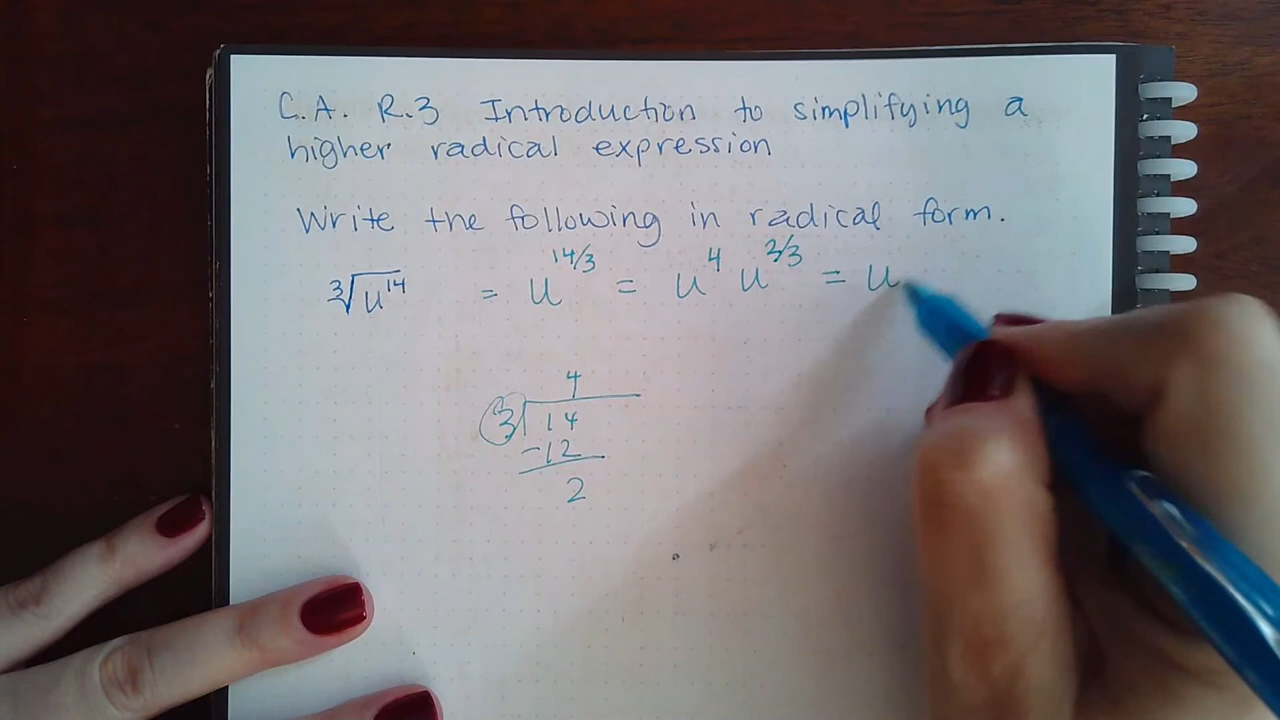 C.A. R.3 Introduction to simplifying a
higher radical expression
Write the following in radical form.
∛u¹⁴ = u^14/3 = u⁴ u^2/3 = u
4
3 14
-12
2